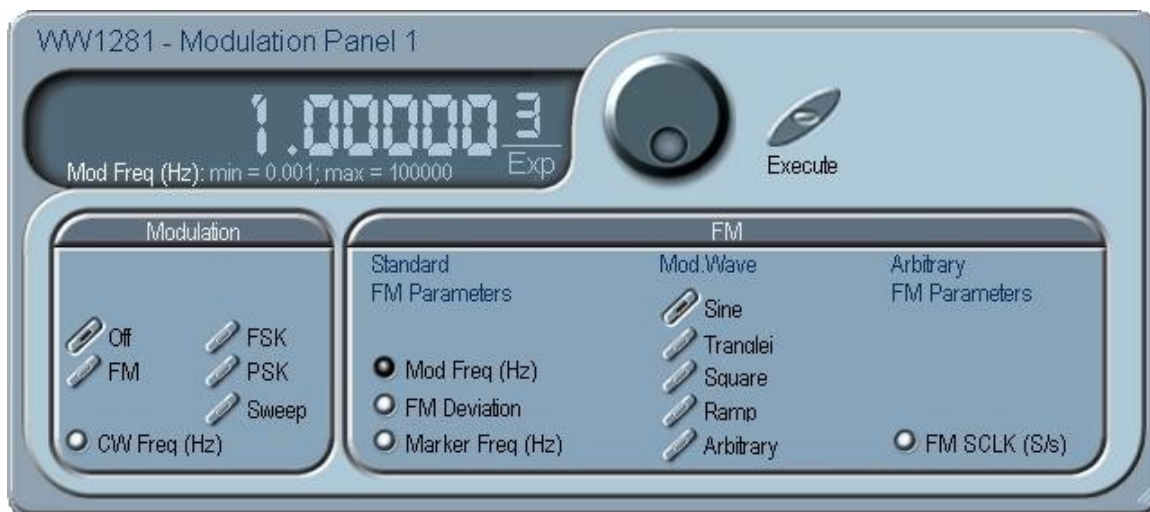 WW1281 - Modulation Panel 1
1.00000 3
Exp
Mod Freq (Hz): min = 0.001; max = 100000
Execute
Modulation
Off
FSK
FM
PSK
Sweep
CW Freq (Hz)
FM
Standard
FM Parameters
Mod Freq (Hz)
FM Deviation
Marker Freq (Hz)
Mod.Wave
Sine
Tranglei
Square
Ramp
Arbitrary
Arbitrary
FM Parameters
FM SCLK (S/s)